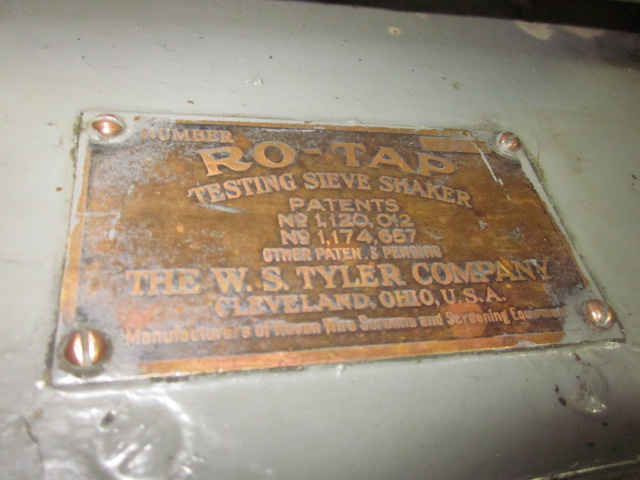 NUMBER
RO-TAP
TESTING SIEVE SHAKER
PATENTS
Nº 1,120,012
Nº 1,174,657
OTHER PATEN S PENDING
THE W. S. TYLER COMPANY
CLEVELAND, OHIO, U.S.A.
Manufacturers of Woven Wire Screens and Screening Equipment